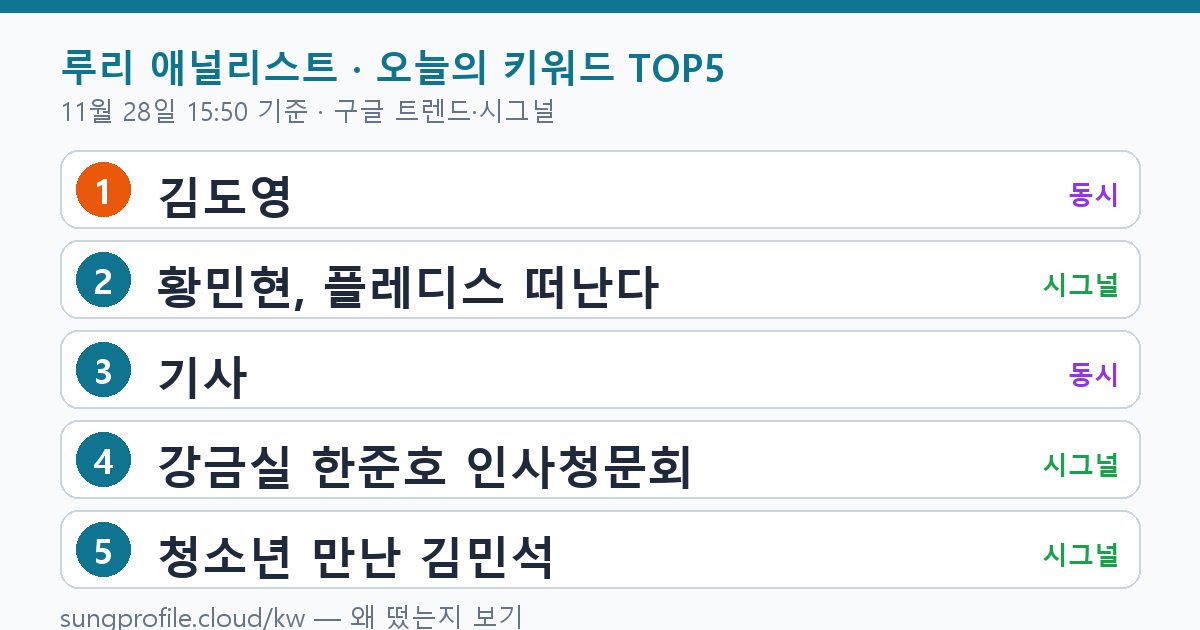 루리 애널리스트 · 오늘의 키워드 TOP5
11월 28일 15:50 기준 · 구글 트렌드·시그널
1 김도영 동시
2 황민현, 플레디스 떠난다 시그널
3 기사 동시
4 강금실 한준호 인사청문회 시그널
5 청소년 만난 김민석 시그널
sungprofile.cloud/kw — 왜 떴는지 보기